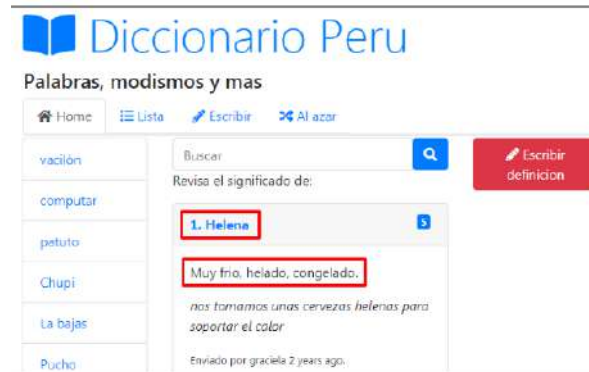 Diccionario Peru
Palabras, modismos y mas
Home Lista Escribir Al azar
vacilón
computar
patuto
Chupi
La bajas
Pucho
Buscar
Revisa el significado de:
1. Helena 5
Muy frio, helado, congelado.
nos tomamos unas cervezas helenas para
soportar el calor
Enviado por graciela 2 years ago.
Escribir
definicion